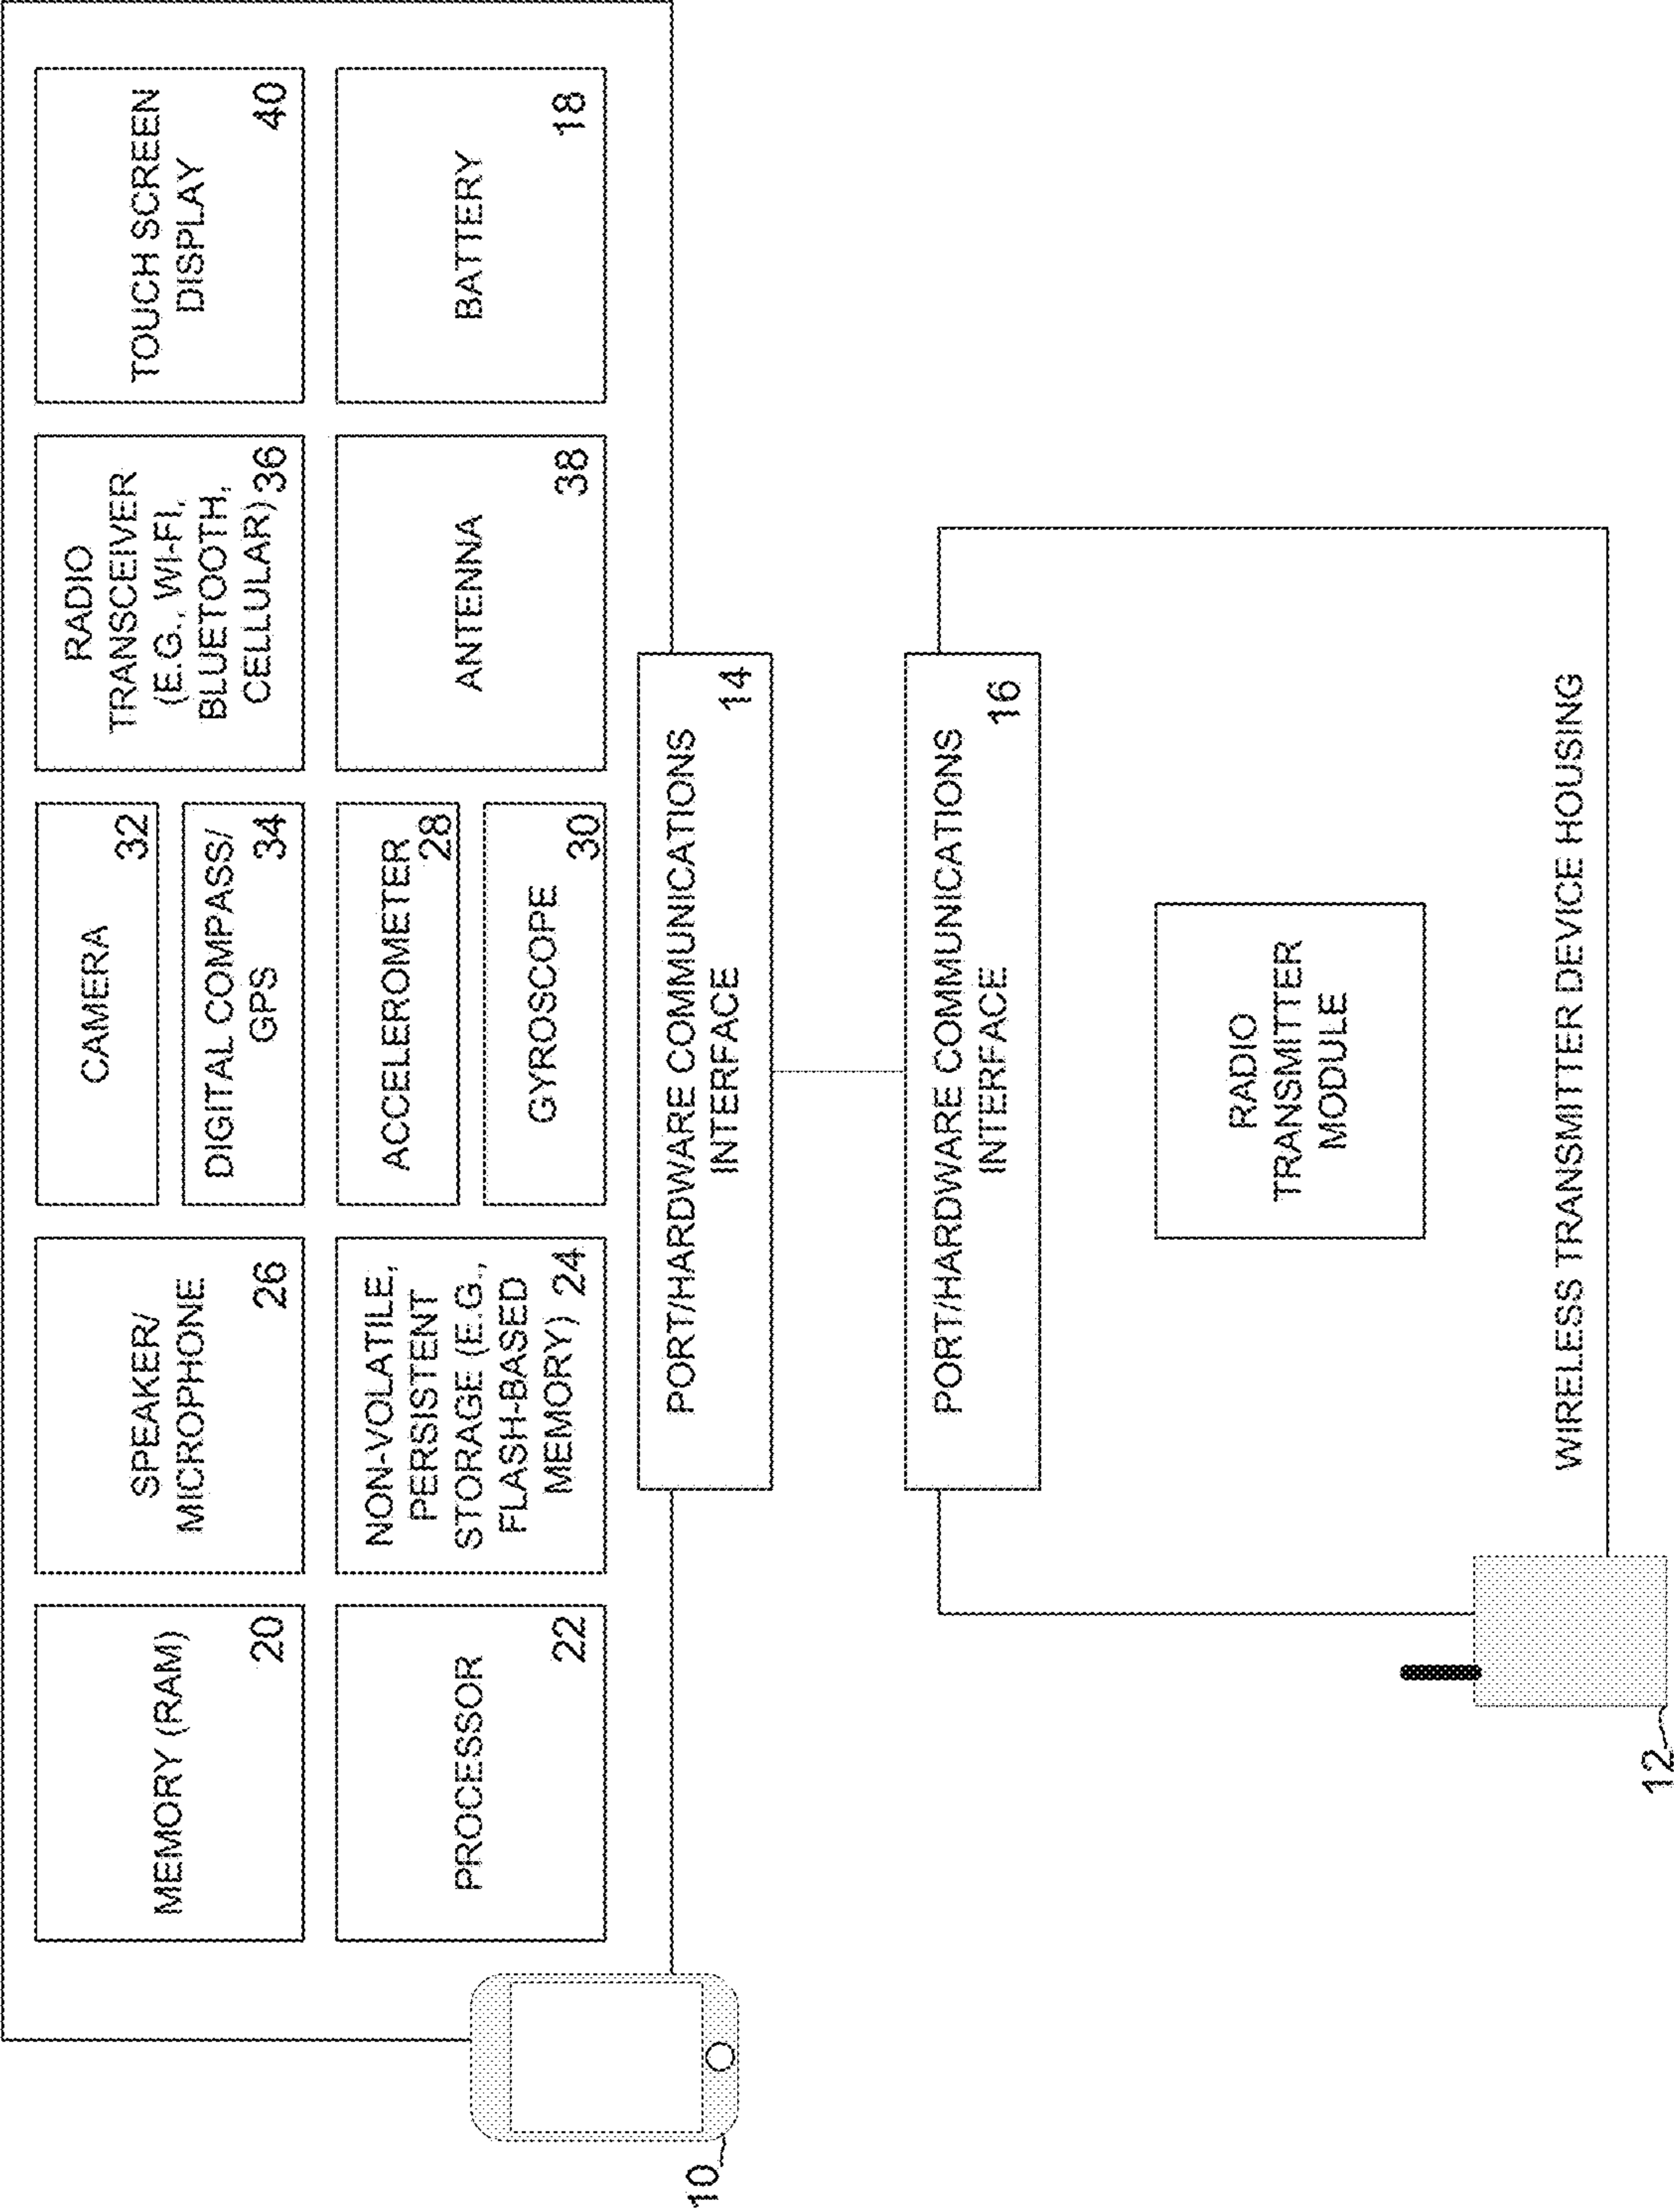 MEMORY (RAM)
20
SPEAKER/
MICROPHONE
26
CAMERA
32
DIGITAL COMPASS/
GPS
34
RADIO
TRANSCEIVER
(E.G., WI-FI,
BLUETOOTH,
CELLULAR)
36
TOUCH SCREEN
DISPLAY
40
PROCESSOR
22
NON-VOLATILE,
PERSISTENT
STORAGE (E.G.,
FLASH-BASED
MEMORY)
24
ACCELEROMETER
28
GYROSCOPE
30
ANTENNA
38
BATTERY
18
10
PORT/HARDWARE COMMUNICATIONS
INTERFACE
14
PORT/HARDWARE COMMUNICATIONS
INTERFACE
16
RADIO
TRANSMITTER
MODULE
WIRELESS TRANSMITTER DEVICE HOUSING
12